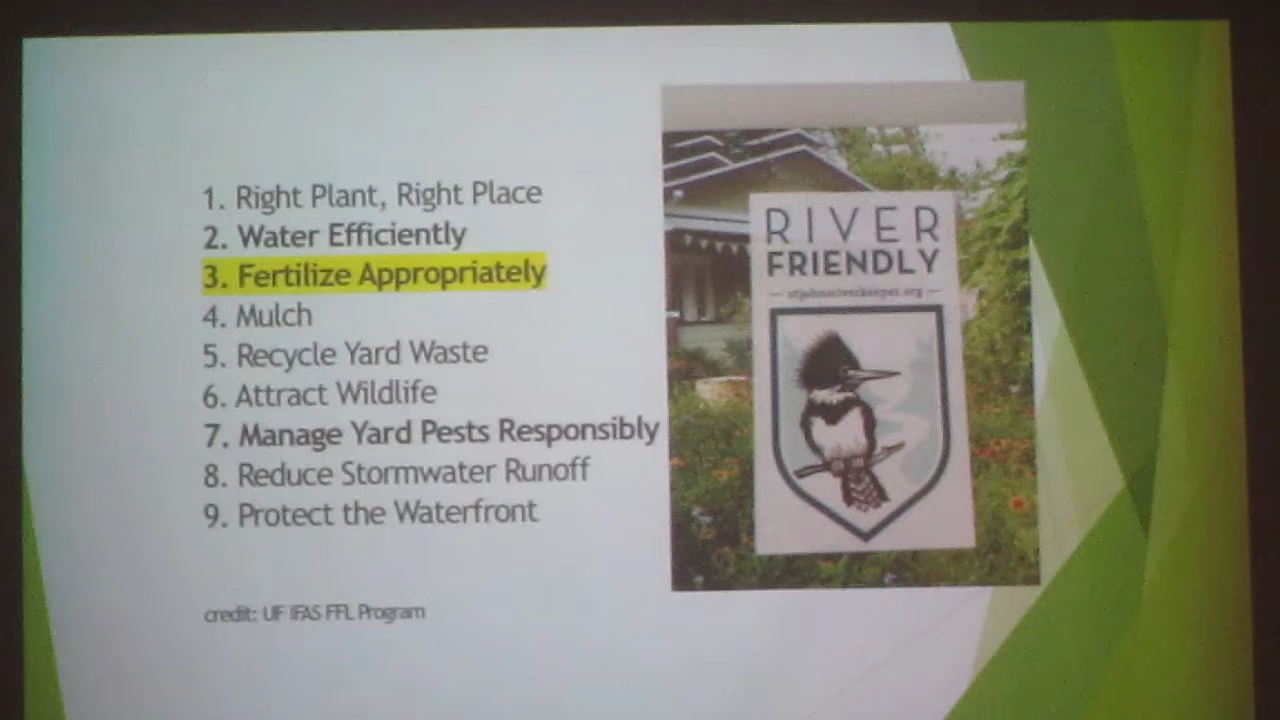 1. Right Plant, Right Place
2. Water Efficiently
3. Fertilize Appropriately
4. Mulch
5. Recycle Yard Waste
6. Attract Wildlife
7. Manage Yard Pests Responsibly
8. Reduce Stormwater Runoff
9. Protect the Waterfront
credit: UF IFAS FFL Program
RIVER
FRIENDLY
stjohnsriverkeeper.org